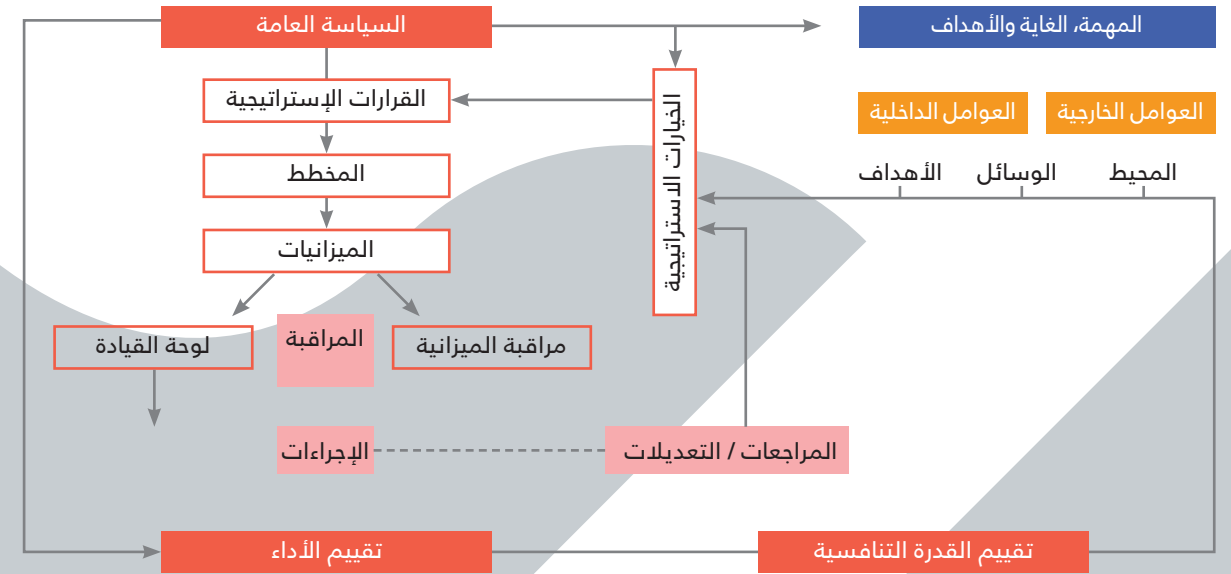 المهمة، الغاية والأهداف
السياسة العامة
العوامل الخارجية
العوامل الداخلية
القرارات الإستراتيجية
الخيارات الاستراتيجية
المحيط
الوسائل
الأهداف
المخطط
الميزانيات
مراقبة الميزانية
المراقبة
لوحة القيادة
المراجعات / التعديلات
الإجراءات
تقييم القدرة التنافسية
تقييم الأداء